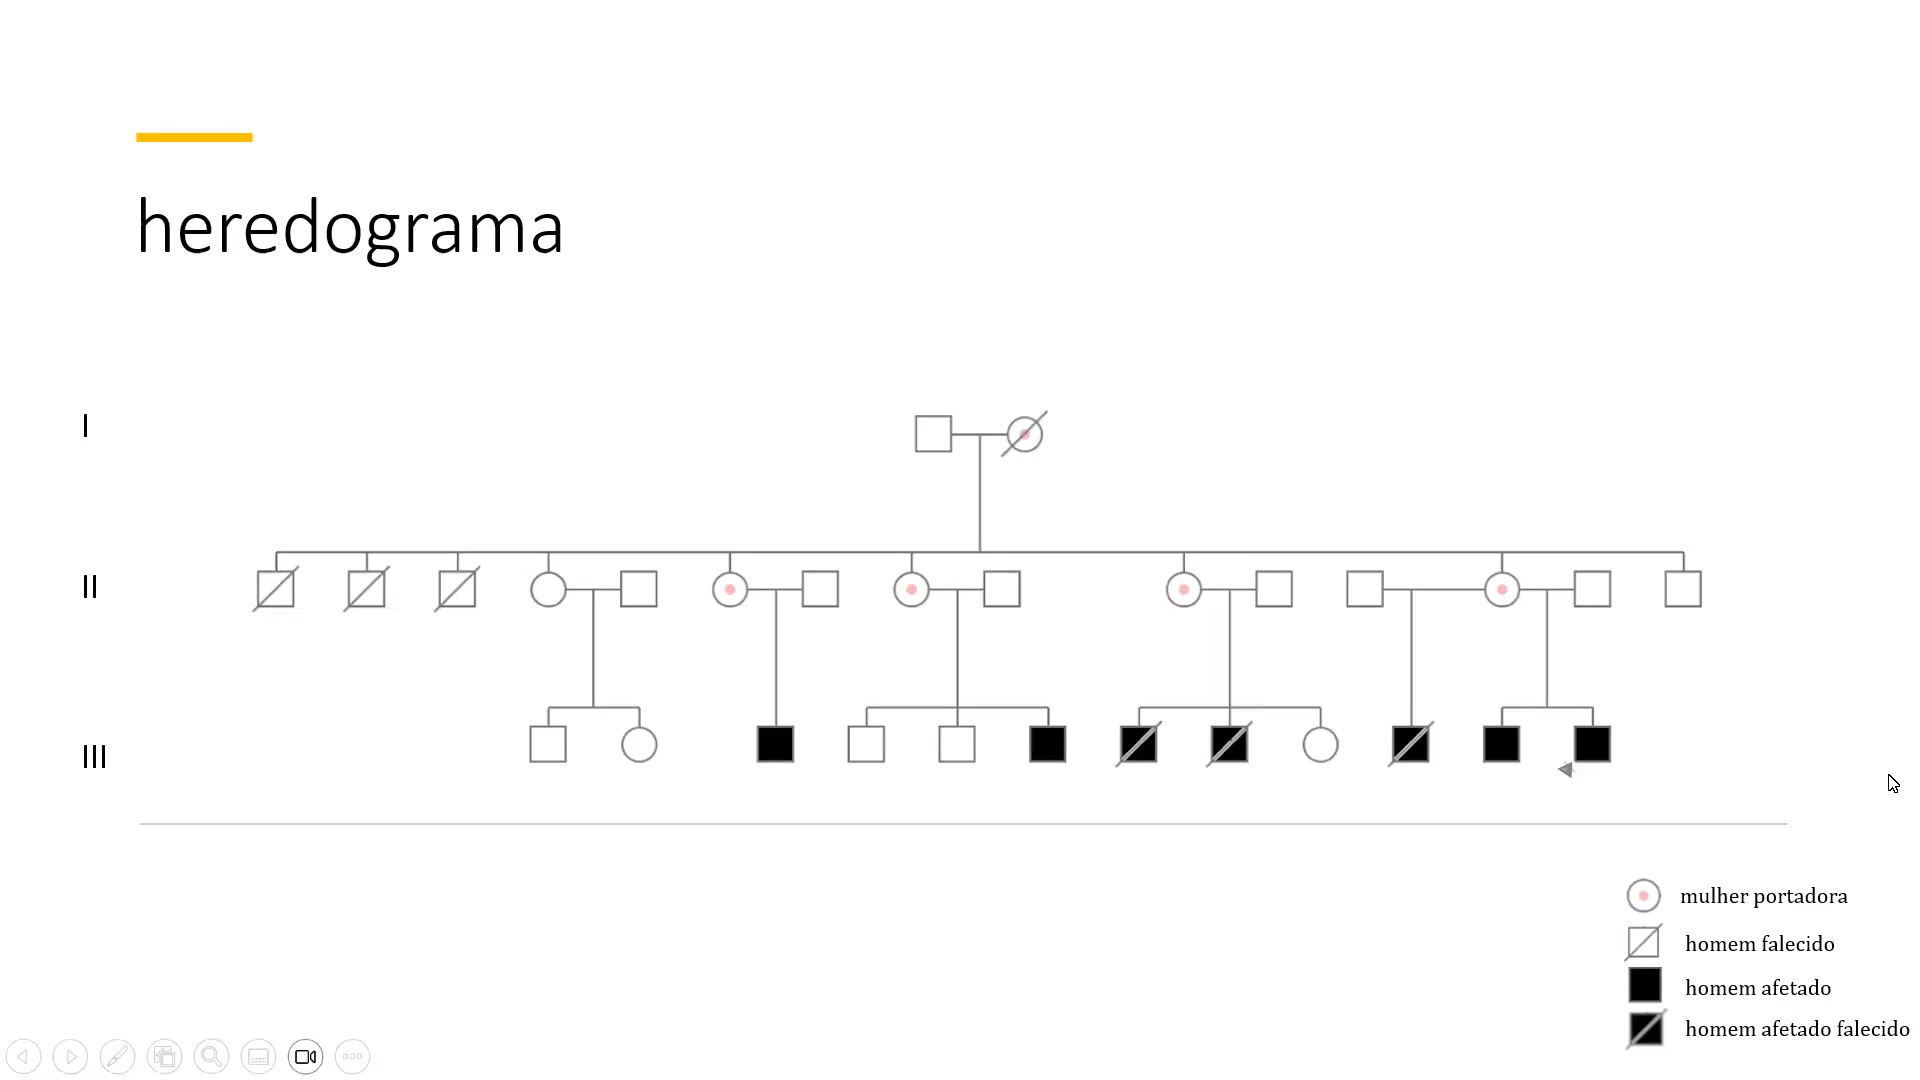 heredograma
I
II
III
mulher portadora
homem falecido
homem afetado
homem afetado falecido